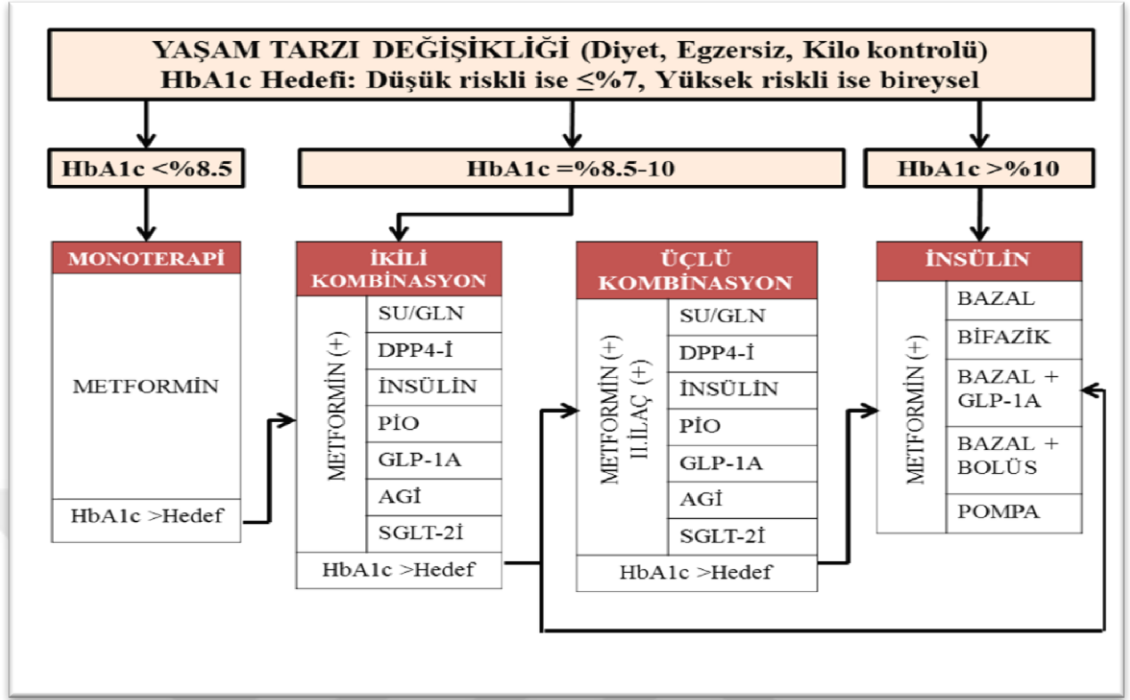 YAŞAM TARZI DEĞİŞİKLİĞİ (Diyet, Egzersiz, Kilo kontrolü)
HbA1c Hedefi: Düşük riskli ise ≤%7, Yüksek riskli ise bireysel
HbA1c <%8.5
HbA1c =%8.5-10
HbA1c >%10
MONOTERAPİ
METFORMİN
HbA1c >Hedef
İKİLİ
KOMBİNASYON
METFORMİN (+)
SU/GLN
DPP4-İ
İNSÜLİN
PİO
GLP-1A
AGİ
SGLT-2İ
HbA1c >Hedef
ÜÇLÜ
KOMBİNASYON
METFORMİN (+)
II.İLAÇ (+)
SU/GLN
DPP4-İ
İNSÜLİN
PİO
GLP-1A
AGİ
SGLT-2İ
HbA1c >Hedef
İNSÜLİN
METFORMİN (+)
BAZAL
BİFAZİK
BAZAL +
GLP-1A
BAZAL +
BOLÜS
POMPA